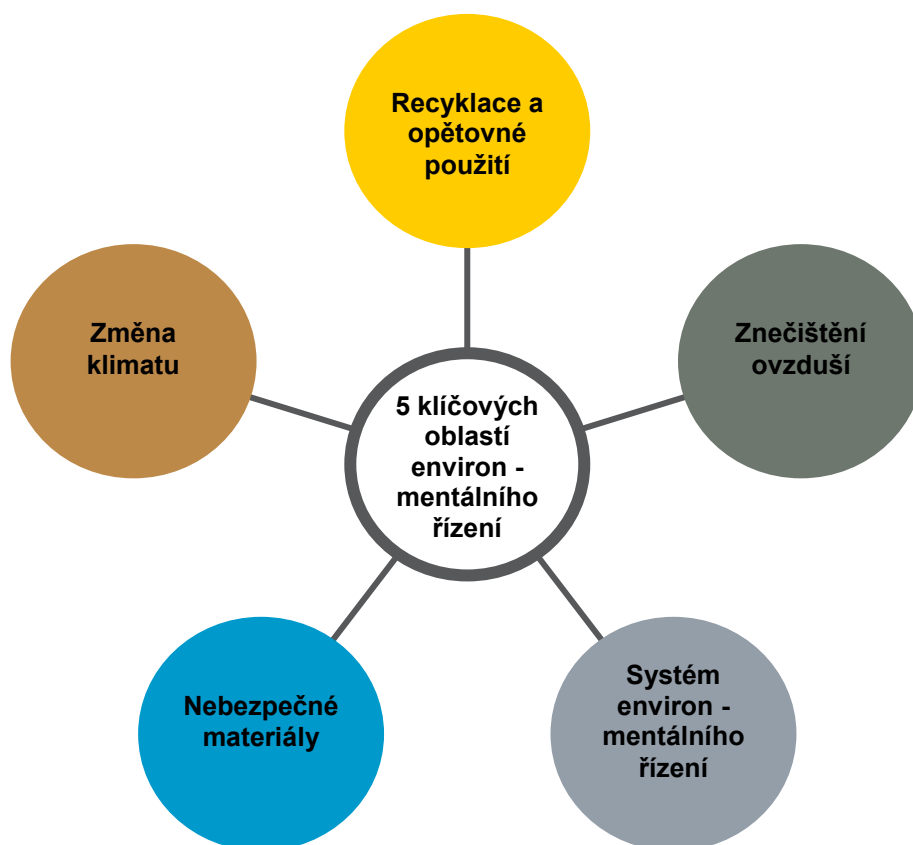 Recyklace a
opětovné
použití
Změna
klimatu
Znečištění
ovzduší
5 klíčových
oblastí
environ -
mentálního
řízení
Nebezpečné
materiály
Systém
environ -
mentálního
řízení